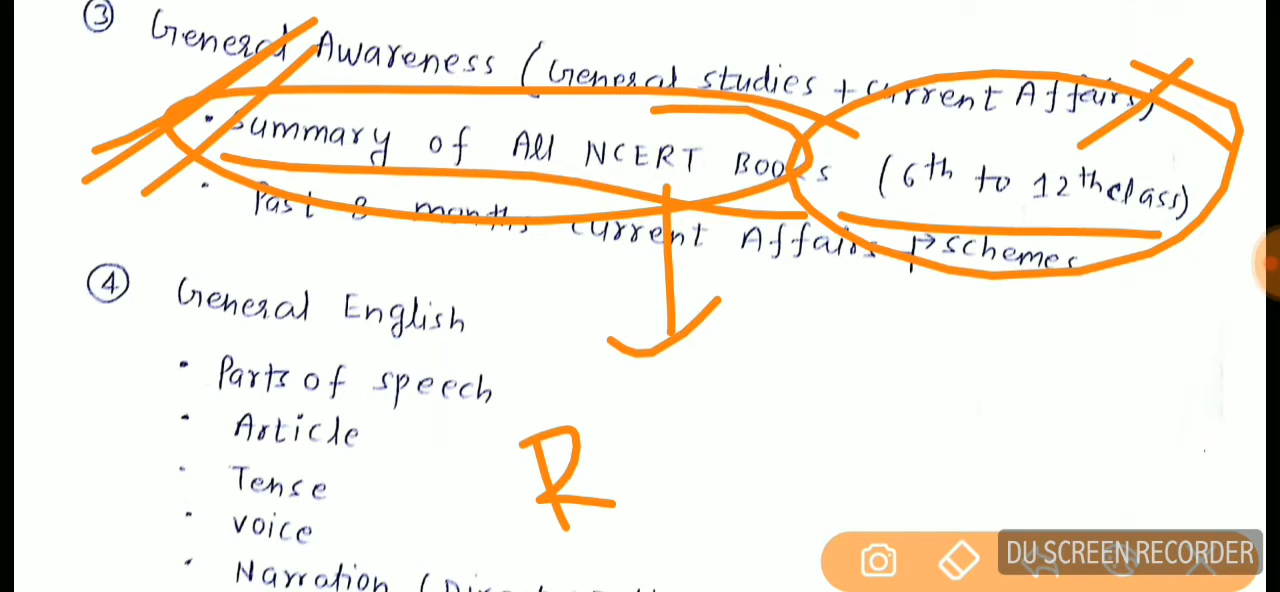 ③ General Awareness (General studies + Current Affairs)
• Summary of All NCERT Books (6th to 12th class)
• Past 8 months Current Affairs + schemes
④ General English
• Parts of speech
• Article
• Tense
• voice
• Narration (
R
DU SCREEN RECORDER